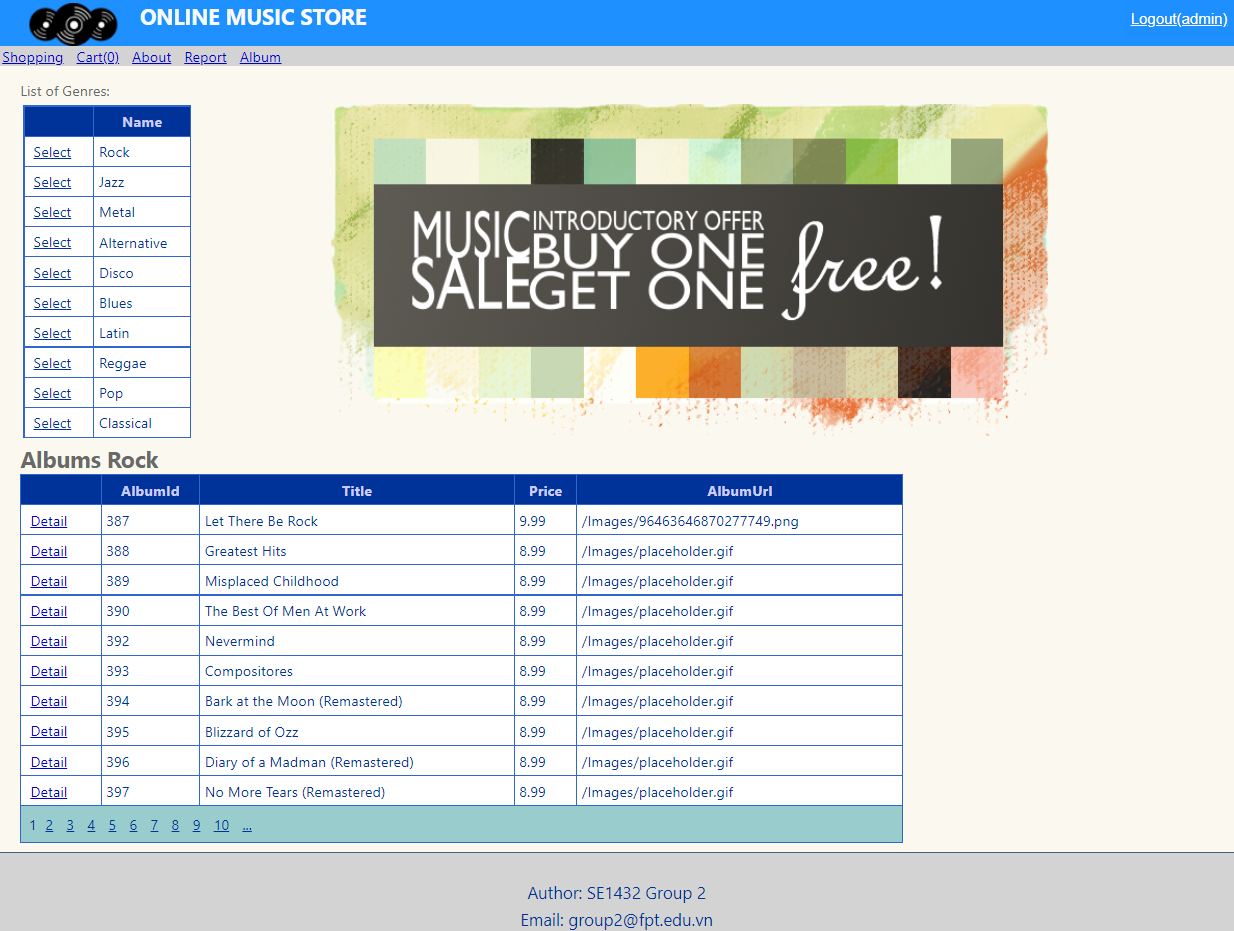 ONLINE MUSIC STORE
Logout(admin)
Shopping Cart(0) About Report Album
List of Genres:
Name
Select Rock
Select Jazz
Select Metal
Select Alternative
Select Disco
Select Blues
Select Latin
Select Reggae
Select Pop
Select Classical
MUSIC SALE
INTRODUCTORY OFFER
BUY ONE
GET ONE
free!
Albums Rock
AlbumId Title Price AlbumUrl
Detail 387 Let There Be Rock 9.99 /Images/96463646870277749.png
Detail 388 Greatest Hits 8.99 /Images/placeholder.gif
Detail 389 Misplaced Childhood 8.99 /Images/placeholder.gif
Detail 390 The Best Of Men At Work 8.99 /Images/placeholder.gif
Detail 392 Nevermind 8.99 /Images/placeholder.gif
Detail 393 Compositores 8.99 /Images/placeholder.gif
Detail 394 Bark at the Moon (Remastered) 8.99 /Images/placeholder.gif
Detail 395 Blizzard of Ozz 8.99 /Images/placeholder.gif
Detail 396 Diary of a Madman (Remastered) 8.99 /Images/placeholder.gif
Detail 397 No More Tears (Remastered) 8.99 /Images/placeholder.gif
1 2 3 4 5 6 7 8 9 10 ...
Author: SE1432 Group 2
Email: group2@fpt.edu.vn